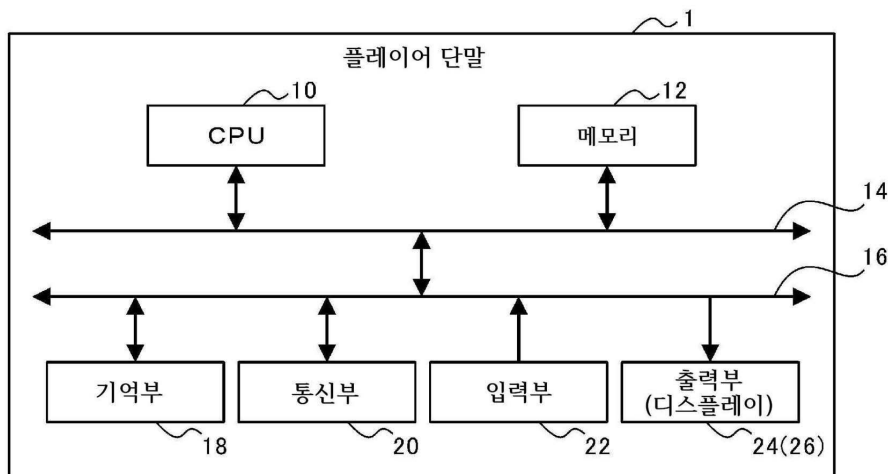 1
플레이어 단말
10
12
CPU
메모리
14
16
기억부
통신부
입력부
출력부
(디스플레이)
18
20
22
24(26)